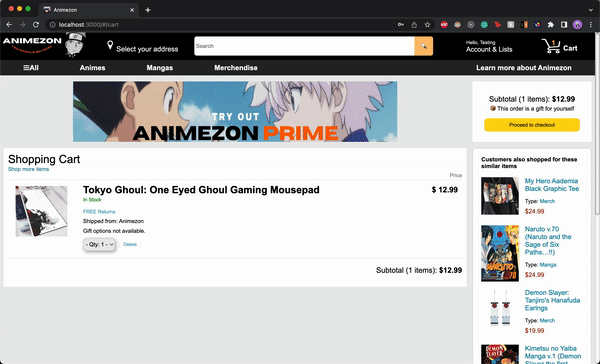 Animezon
localhost:3000/#/cart
ANIMEZON
Select your address
Search
Hello, Testing
Account & Lists
1
Cart
All
Animes
Mangas
Merchandise
Learn more about Animezon
TRY OUT
ANIMEZON PRIME
Subtotal (1 items): $12.99
This order is a gift for yourself
Proceed to checkout
Shopping Cart
Shop more items
Price
Tokyo Ghoul: One Eyed Ghoul Gaming Mousepad
$ 12.99
In Stock
FREE Returns
Shipped from: Animezon
Gift options not available.
- Qty: 1 -
Delete
Subtotal (1 items): $12.99
Customers also shopped for these
similar items
My Hero Aademia
Black Graphic Tee
Type: Merch
$24.99
Naruto v.70
(Naruto and the
Sage of Six
Paths...!!)
Type: Manga
$24.99
Demon Slayer:
Tanjiro's Hanafuda
Earings
Type: Merch
$19.99
Kimetsu no Yaiba
Manga v.1 (Demon